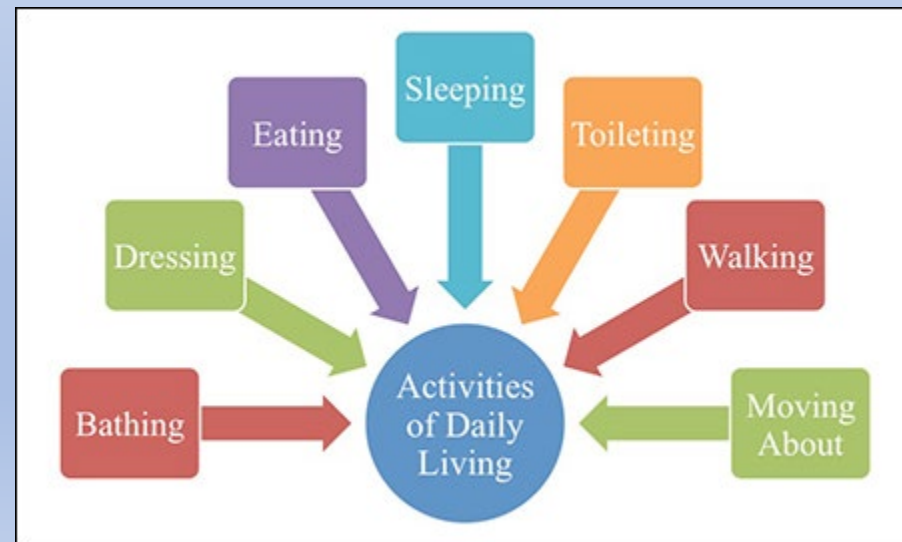 Sleeping
Eating
Toileting
Dressing
Walking
Bathing
Activities
of Daily
Living
Moving
About